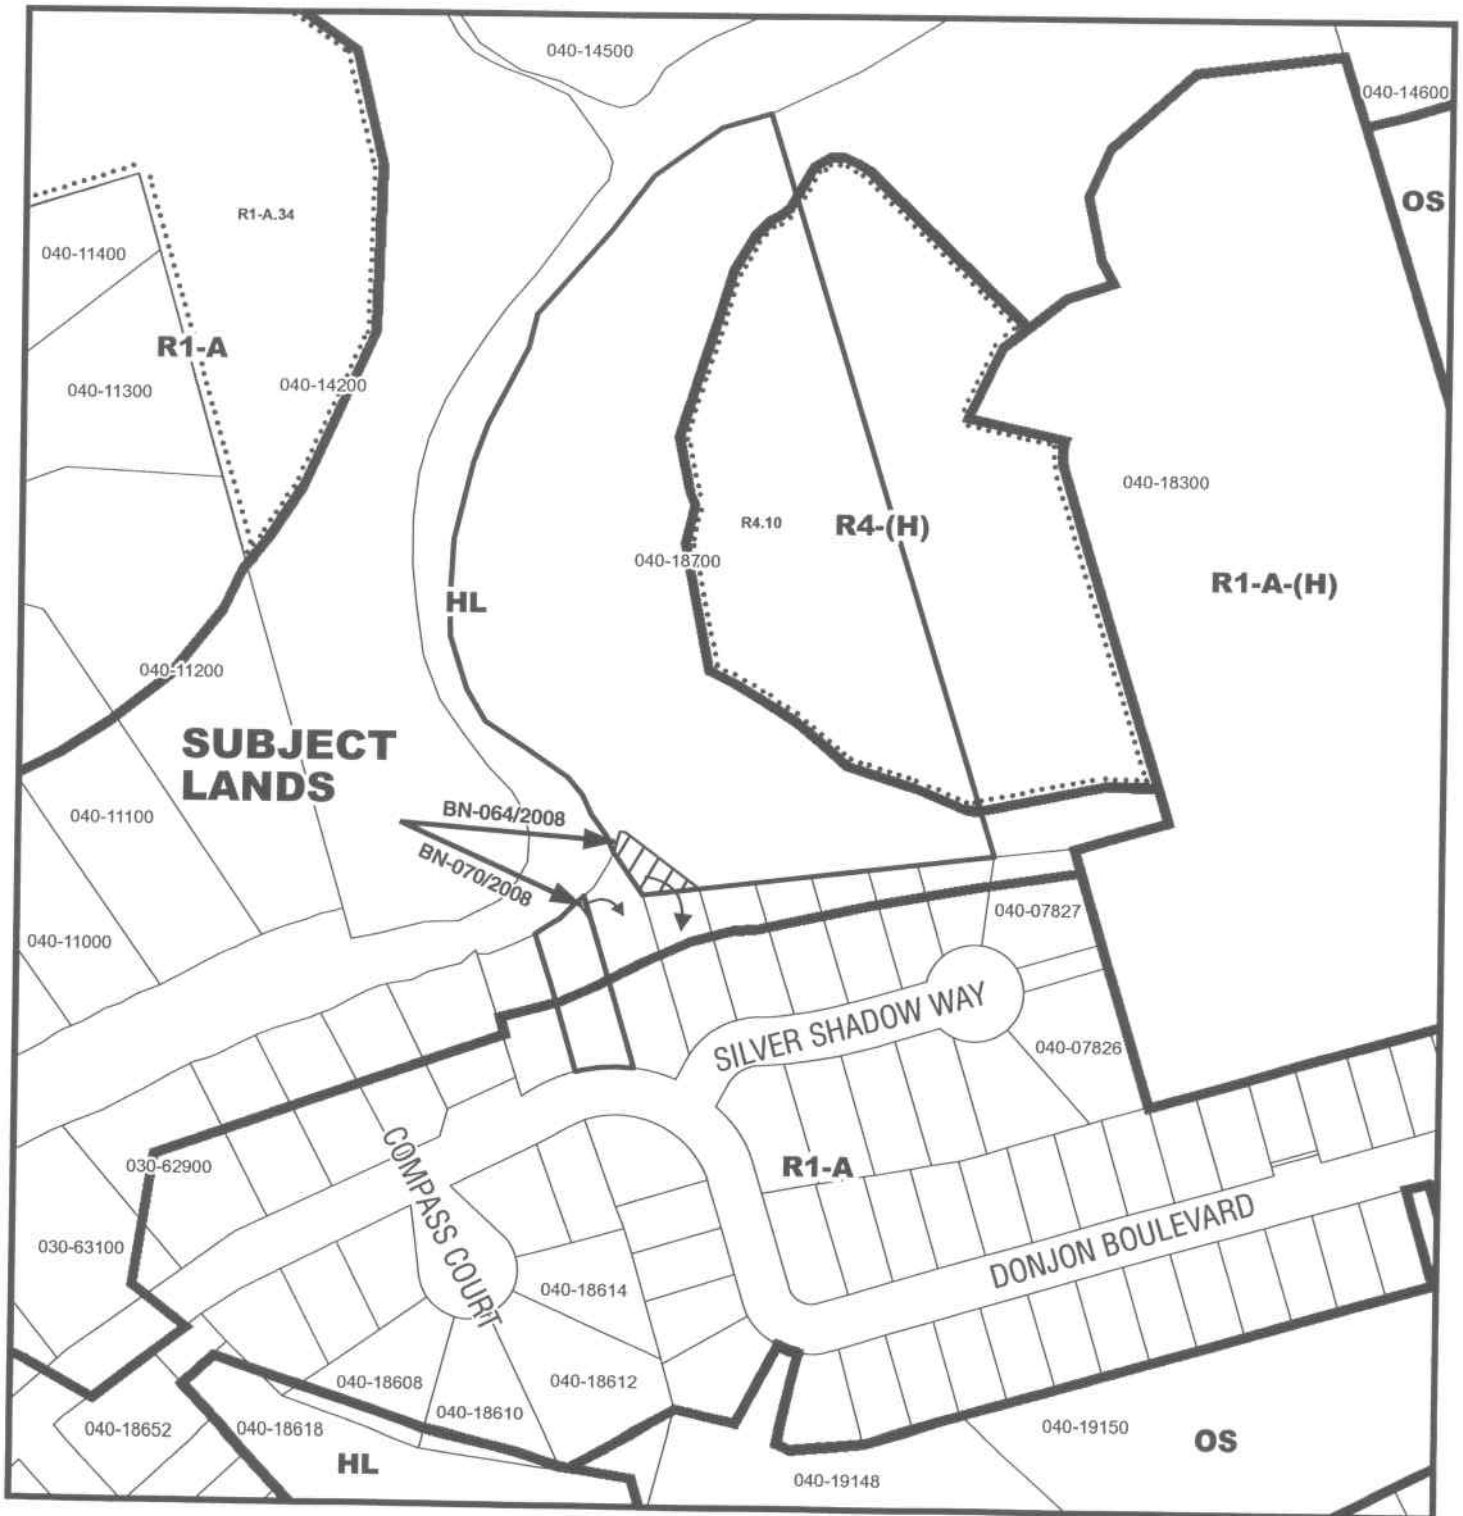 040-14500
040-14600
OS
R1-A.34
040-11400
R1-A
040-14200
040-11300
040-18300
R4.10
R4-(H)
040-18700
R1-A-(H)
HL
040-11200
SUBJECT
LANDS
BN-064/2008
040-11100
BN-070/2008
040-07827
040-11000
SILVER SHADOW WAY
040-07826
COMPASS COURT
030-62900
R1-A
030-63100
DONJON BOULEVARD
040-18614
040-18608
040-18612
040-18610
040-18652
040-18618
040-19150
OS
HL
040-19148